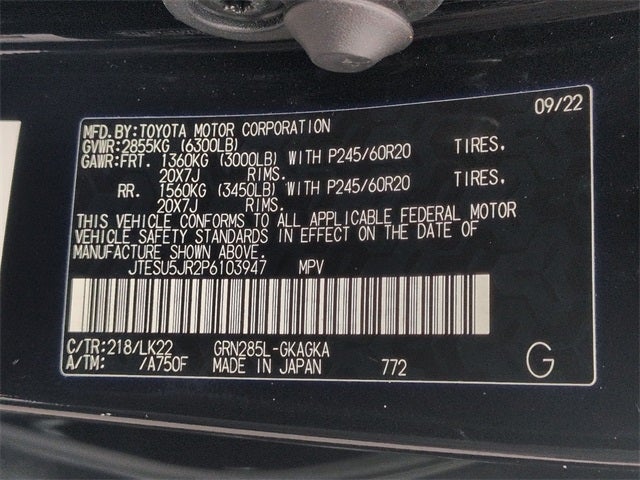 09/22
MFD.BY:TOYOTA MOTOR CORPORATION
GVWR:2855KG (6300LB)
GAWR:FRT. 1360KG (3000LB) WITH P245/60R20 TIRES.
20X7J RIMS.
RR. 1560KG (3450LB) WITH P245/60R20 TIRES.
20X7J RIMS.
THIS VEHICLE CONFORMS TO ALL APPLICABLE FEDERAL MOTOR
VEHICLE SAFETY STANDARDS IN EFFECT ON THE DATE OF
MANUFACTURE SHOWN ABOVE.
JTESU5JR2P6103947 MPV
C/TR:218/LK22 GRN285L-GKAGKA
A/TM: /A750F MADE IN JAPAN 772 G